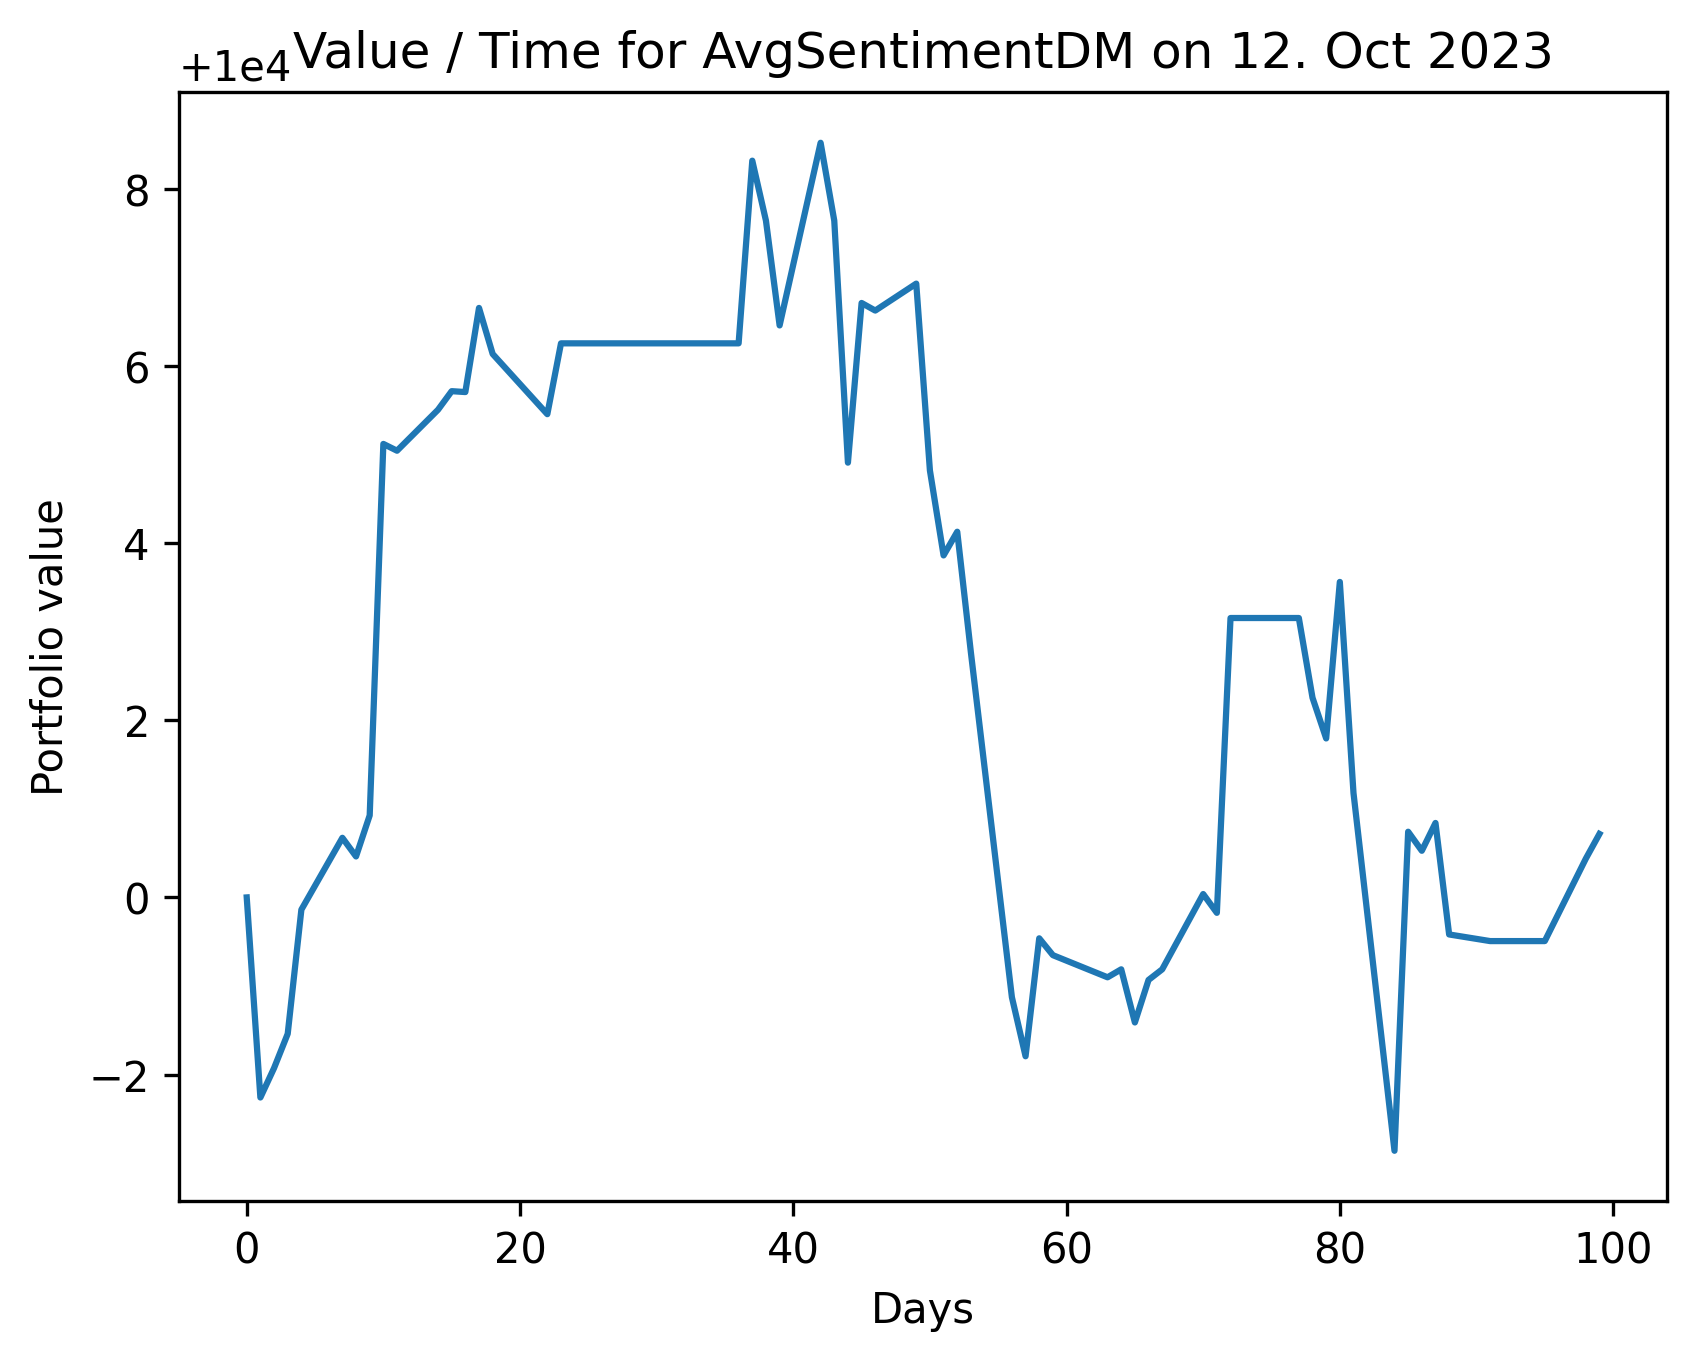 Value / Time for AvgSentimentDM on 12. Oct 2023
+1e4
8
6
4
2
0
−2
Portfolio value
0 20 40 60 80 100
Days